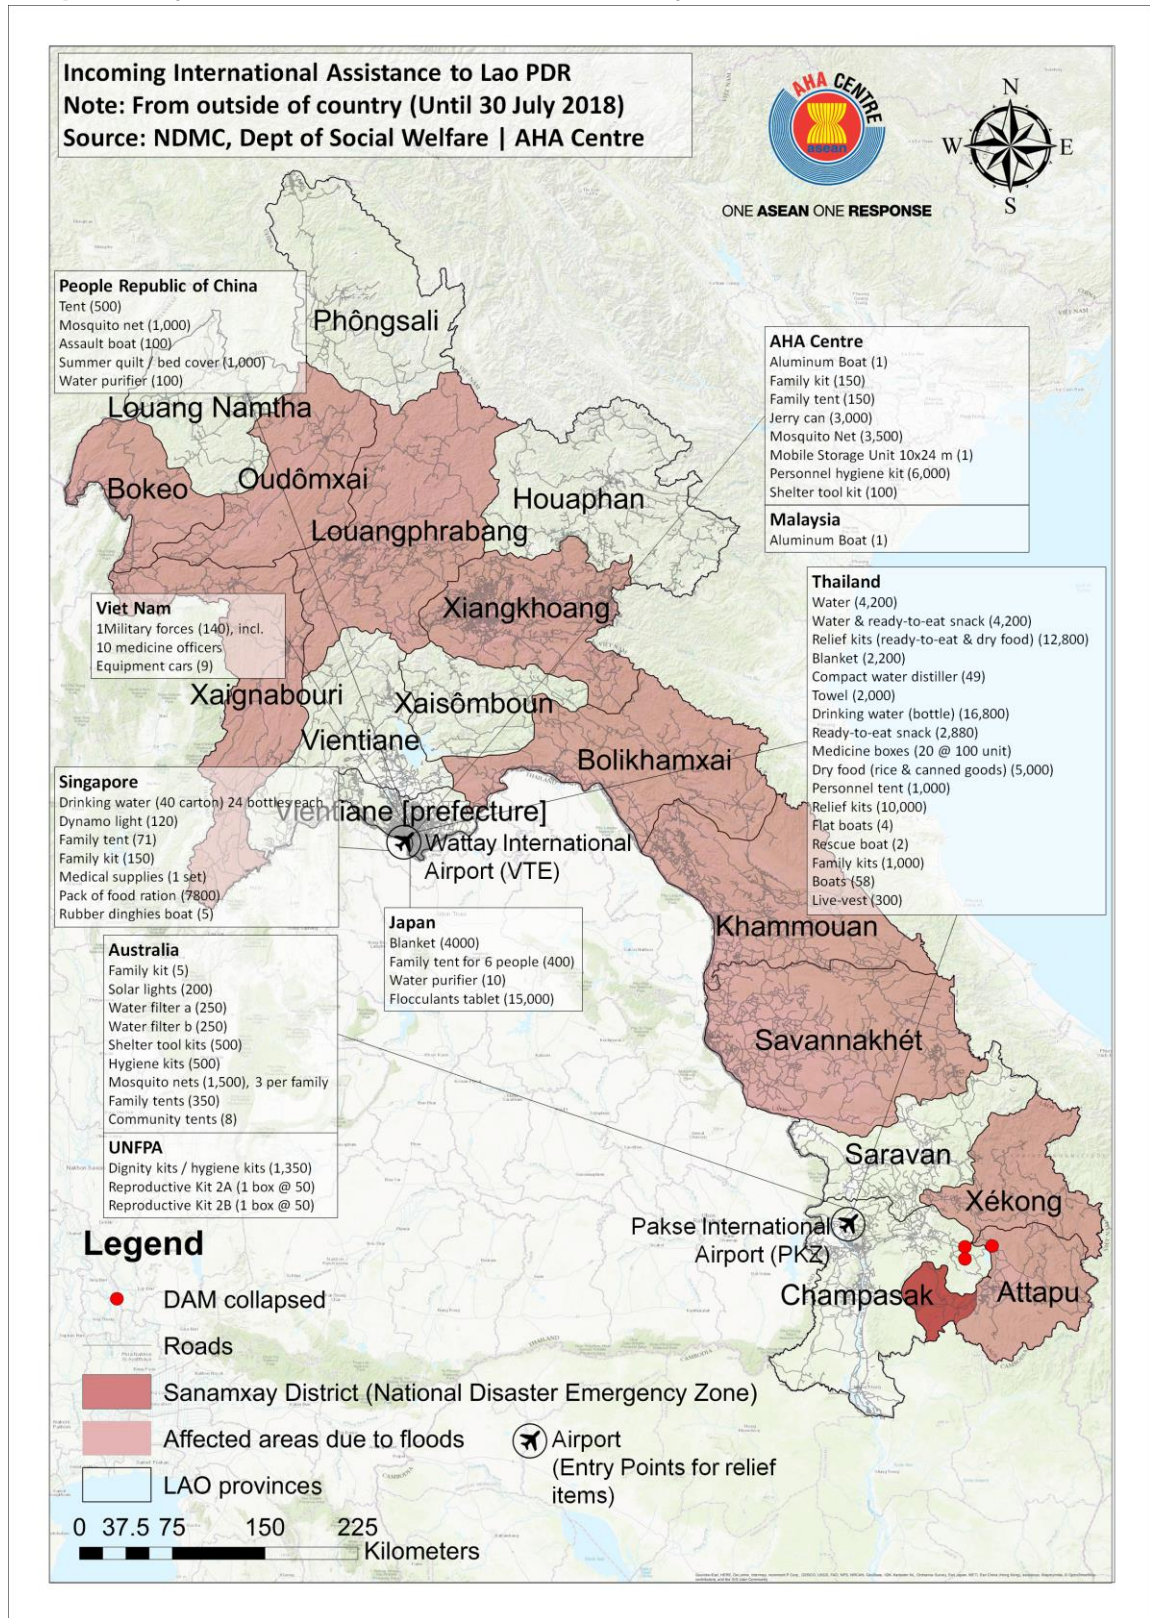 Incoming International Assistance to Lao PDR
Note: From outside of country (Until 30 July 2018)
Source: NDMC, Dept of Social Welfare | AHA Centre
AHA CENTRE
asean
ONE ASEAN ONE RESPONSE
N
W
E
S
People Republic of China
Tent (500)
Mosquito net (1,000)
Assault boat (100)
Summer quilt / bed cover (1,000)
Water purifier (100)
Phôngsali
AHA Centre
Aluminum Boat (1)
Family kit (150)
Family tent (150)
Jerry can (3,000)
Mosquito Net (3,500)
Mobile Storage Unit 10x24 m (1)
Personnel hygiene kit (6,000)
Shelter tool kit (100)
Malaysia
Aluminum Boat (1)
Louang Namtha
Bokeo
Oudômxai
Louangphrabang
Houaphan
Xiangkhoang
Viet Nam
1Military forces (140), incl.
10 medicine officers
Equipment cars (9)
Thailand
Water (4,200)
Water & ready-to-eat snack (4,200)
Relief kits (ready-to-eat & dry food) (12,800)
Blanket (2,200)
Compact water distiller (49)
Towel (2,000)
Drinking water (bottle) (16,800)
Ready-to-eat snack (2,880)
Medicine boxes (20 @ 100 unit)
Dry food (rice & canned goods) (5,000)
Personnel tent (1,000)
Relief kits (10,000)
Flat boats (4)
Rescue boat (2)
Family kits (1,000)
Boats (58)
Live-vest (300)
Xaignabouri
Xaisômboun
Vientiane
Bolikhamxai
Singapore
Drinking water (40 carton) 24 bottles each
Dynamo light (120)
Family tent (71)
Family kit (150)
Medical supplies (1 set)
Pack of food ration (7800)
Rubber dinghies boat (5)
Vientiane [prefecture]
Wattay International
Airport (VTE)
Japan
Blanket (4000)
Family tent for 6 people (400)
Water purifier (10)
Flocculants tablet (15,000)
Khammouan
Savannakhét
Australia
Family kit (5)
Solar lights (200)
Water filter a (250)
Water filter b (250)
Shelter tool kits (500)
Hygiene kits (500)
Mosquito nets (1,500), 3 per family
Family tents (350)
Community tents (8)
UNFPA
Dignity kits / hygiene kits (1,350)
Reproductive Kit 2A (1 box @ 50)
Reproductive Kit 2B (1 box @ 50)
Saravan
Xékong
Pakse International
Airport (PKZ)
Champasak
Attapu
Legend
DAM collapsed
Roads
Sanamxay District (National Disaster Emergency Zone)
Affected areas due to floods
LAO provinces
Airport
(Entry Points for relief
items)
0 37.5 75 150 225
Kilometers
THAILAND
CAMBODIA